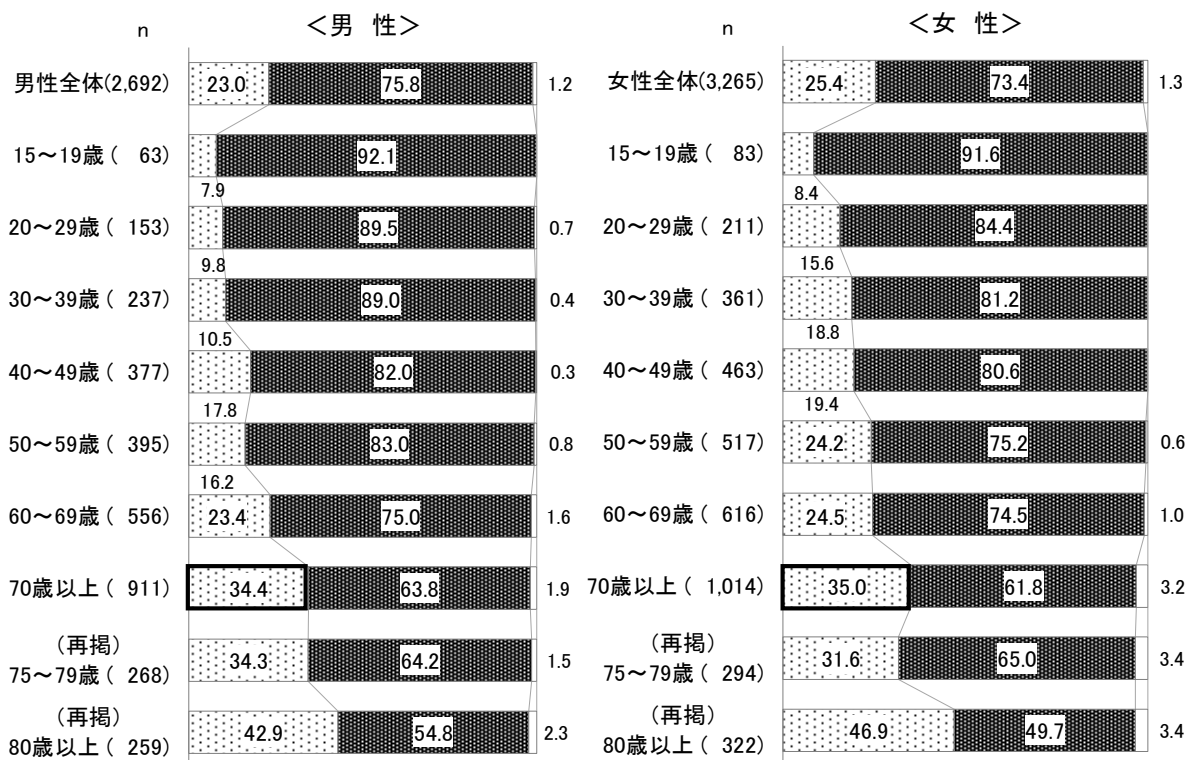 ＜男 性＞
n
男性全体(2,692) 23.0 75.8 1.2
15～19歳( 63) 92.1
7.9
20～29歳( 153) 89.5 0.7
9.8
30～39歳( 237) 89.0 0.4
10.5
40～49歳( 377) 82.0 0.3
17.8
50～59歳( 395) 83.0 0.8
16.2
60～69歳( 556) 23.4 75.0 1.6
70歳以上( 911) 34.4 63.8 1.9
(再掲)
75～79歳( 268) 34.3 64.2 1.5
(再掲)
80歳以上( 259) 42.9 54.8 2.3
＜女 性＞
n
女性全体(3,265) 25.4 73.4 1.3
15～19歳( 83) 91.6
8.4
20～29歳( 211) 84.4
15.6
30～39歳( 361) 81.2
18.8
40～49歳( 463) 80.6
19.4
50～59歳( 517) 24.2 75.2 0.6
60～69歳( 616) 24.5 74.5 1.0
70歳以上( 1,014) 35.0 61.8 3.2
(再掲)
75～79歳( 294) 31.6 65.0 3.4
(再掲)
80歳以上( 322) 46.9 49.7 3.4